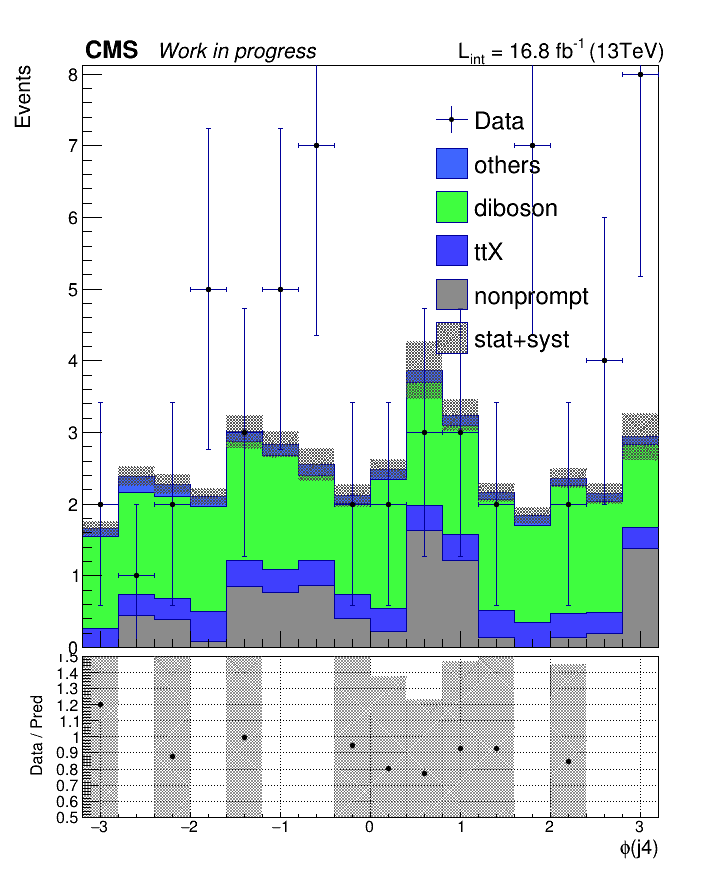 CMS Work in progress L_int = 16.8 fb^-1 (13TeV)
Events
8
7
6
5
4
3
2
1
0
Data
others
diboson
ttX
nonprompt
stat+syst
Data / Pred
1.5
1.4
1.3
1.2
1.1
1
0.9
0.8
0.7
0.6
0.5
−3 −2 −1 0 1 2 3
ϕ(j4)